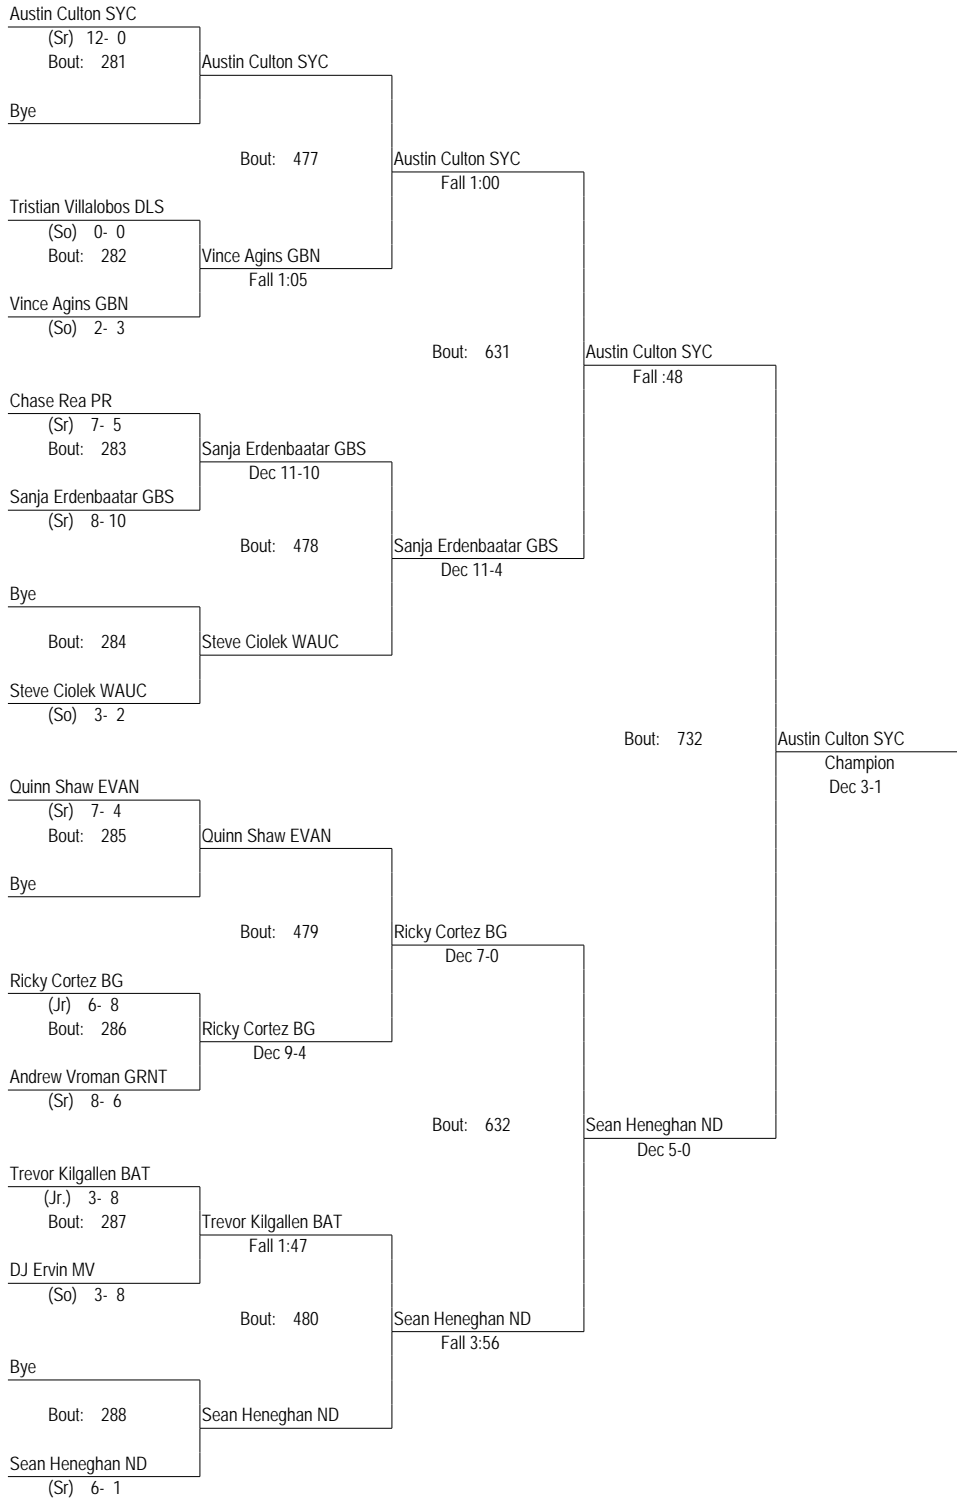 Austin Culton SYC
(Sr) 12- 0
Bout: 281
Austin Culton SYC
Bye
Bout: 477
Austin Culton SYC
Fall 1:00
Tristian Villalobos DLS
(So) 0- 0
Bout: 282
Vince Agins GBN
Fall 1:05
Vince Agins GBN
(So) 2- 3
Bout: 631
Austin Culton SYC
Fall :48
Chase Rea PR
(Sr) 7- 5
Bout: 283
Sanja Erdenbaatar GBS
Dec 11-10
Sanja Erdenbaatar GBS
(Sr) 8- 10
Bout: 478
Sanja Erdenbaatar GBS
Dec 11-4
Bye
Bout: 284
Steve Ciolek WAUC
Steve Ciolek WAUC
(So) 3- 2
Bout: 732
Austin Culton SYC
Champion
Dec 3-1
Quinn Shaw EVAN
(Sr) 7- 4
Bout: 285
Quinn Shaw EVAN
Bye
Bout: 479
Ricky Cortez BG
Dec 7-0
Ricky Cortez BG
(Jr) 6- 8
Bout: 286
Ricky Cortez BG
Dec 9-4
Andrew Vroman GRNT
(Sr) 8- 6
Bout: 632
Sean Heneghan ND
Dec 5-0
Trevor Kilgallen BAT
(Jr.) 3- 8
Bout: 287
Trevor Kilgallen BAT
Fall 1:47
DJ Ervin MV
(So) 3- 8
Bout: 480
Sean Heneghan ND
Fall 3:56
Bye
Bout: 288
Sean Heneghan ND
Sean Heneghan ND
(Sr) 6- 1